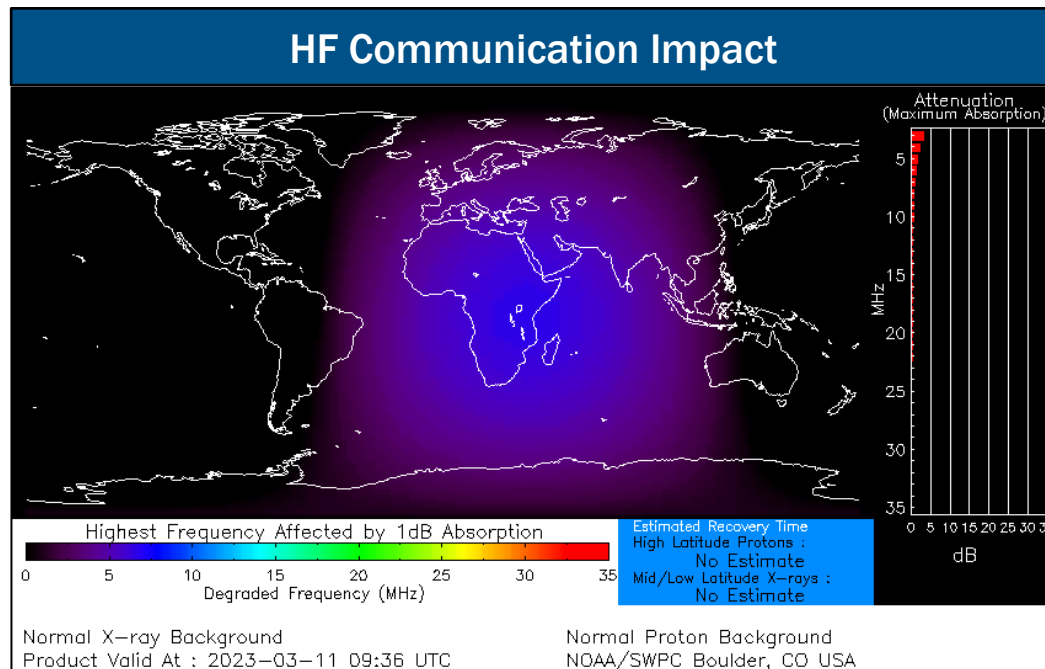 HF Communication Impact
Attenuation
(Maximum Absorption)
5
10
15
20
25
30
35
MHz
0 5 10 15 20 25 30
dB
Highest Frequency Affected by 1dB Absorption
0 5 10 15 20 25 30 35
Degraded Frequency (MHz)
Estimated Recovery Time
High Latitude Protons :
No Estimate
Mid/Low Latitude X-rays :
No Estimate
Normal X-ray Background
Product Valid At : 2023-03-11 09:36 UTC
Normal Proton Background
NOAA/SWPC Boulder, CO USA